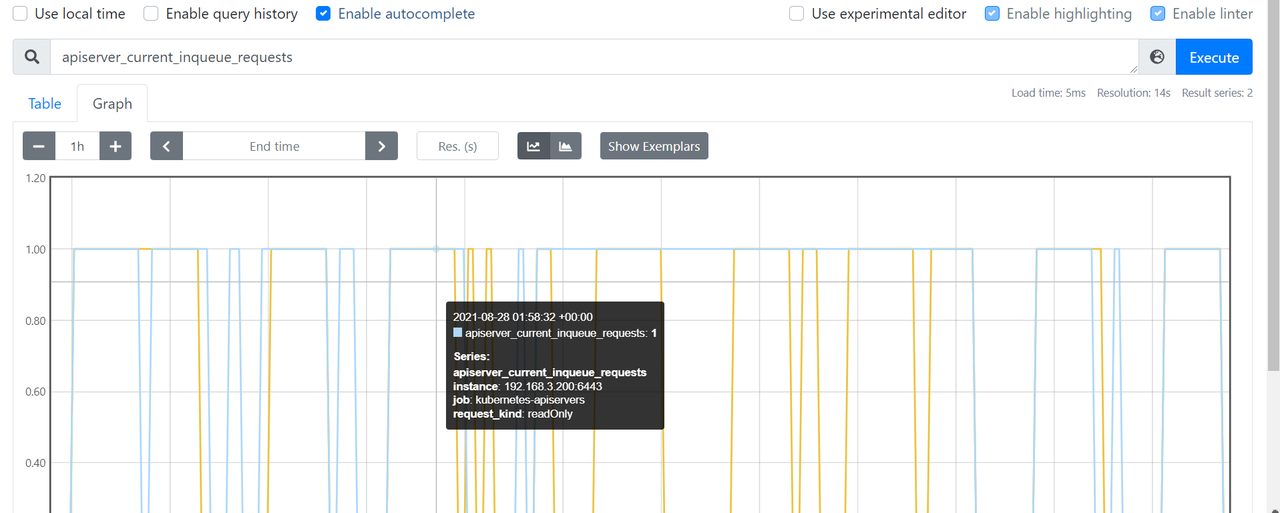 Use local time Enable query history Enable autocomplete Use experimental editor Enable highlighting Enable linter
apiserver_current_inqueue_requests Execute
Load time: 5ms Resolution: 14s Result series: 2
Table Graph
1h End time Res. (s) Show Exemplars
1.20
1.00
0.80
0.60
0.40
2021-08-28 01:58:32 +00:00
apiserver_current_inqueue_requests: 1
Series:
apiserver_current_inqueue_requests
instance: 192.168.3.200:6443
job: kubernetes-apiservers
request_kind: readOnly